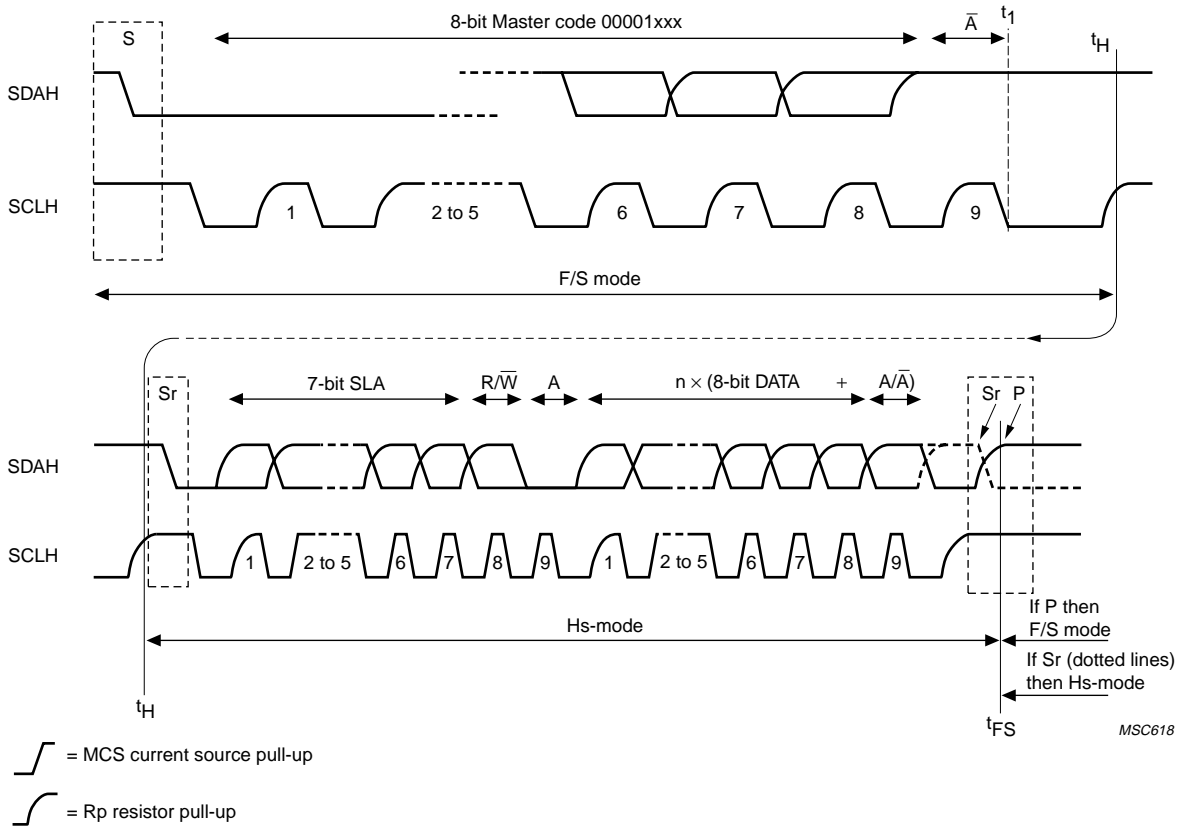 S
8-bit Master code 00001xxx
A̅
t1
tH
SDAH
SCLH
1
2 to 5
6
7
8
9
F/S mode
Sr
7-bit SLA
R/W̅
A
n × (8-bit DATA + A/A̅)
Sr P
SDAH
SCLH
1
2 to 5
6
7
8
9
1
2 to 5
6
7
8
9
Hs-mode
If P then
F/S mode
If Sr (dotted lines)
then Hs-mode
tH
tFS
MSC618
= MCS current source pull-up
= Rp resistor pull-up